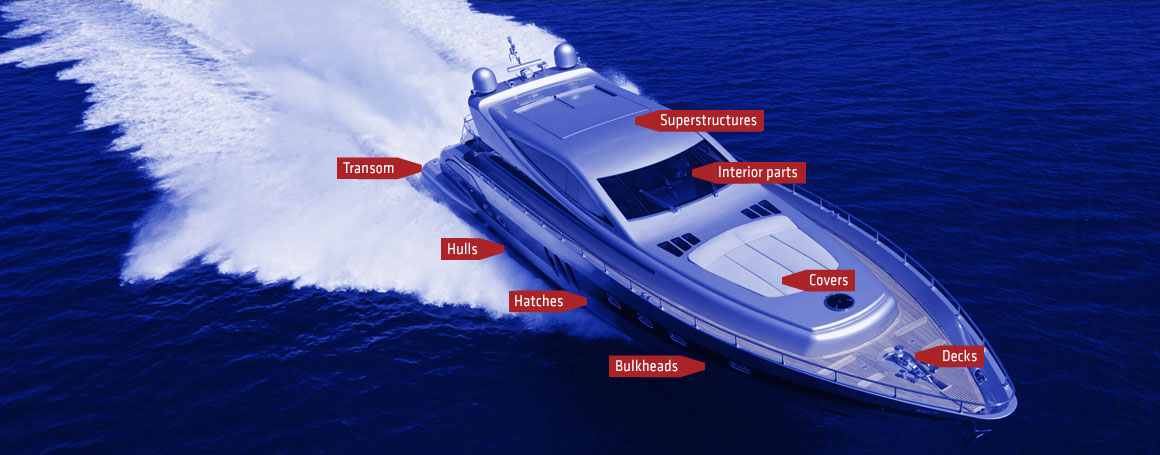 Superstructures
Transom
Interior parts
Hulls
Covers
Hatches
Decks
Bulkheads